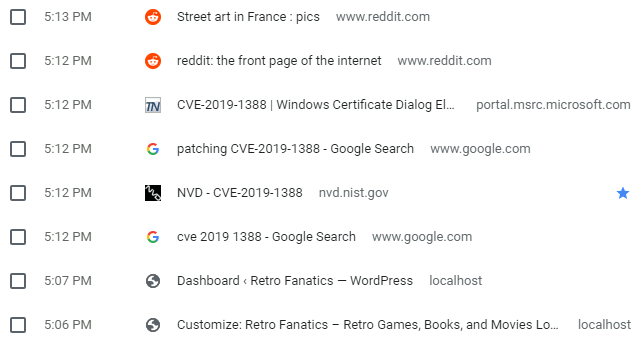 5:13 PM Street art in France : pics www.reddit.com
5:12 PM reddit: the front page of the internet www.reddit.com
5:12 PM TN CVE-2019-1388 | Windows Certificate Dialog El... portal.msrc.microsoft.com
5:12 PM patching CVE-2019-1388 - Google Search www.google.com
5:12 PM NVD - CVE-2019-1388 nvd.nist.gov
5:12 PM cve 2019 1388 - Google Search www.google.com
5:07 PM Dashboard ‹ Retro Fanatics — WordPress localhost
5:06 PM Customize: Retro Fanatics – Retro Games, Books, and Movies Lo... localhost